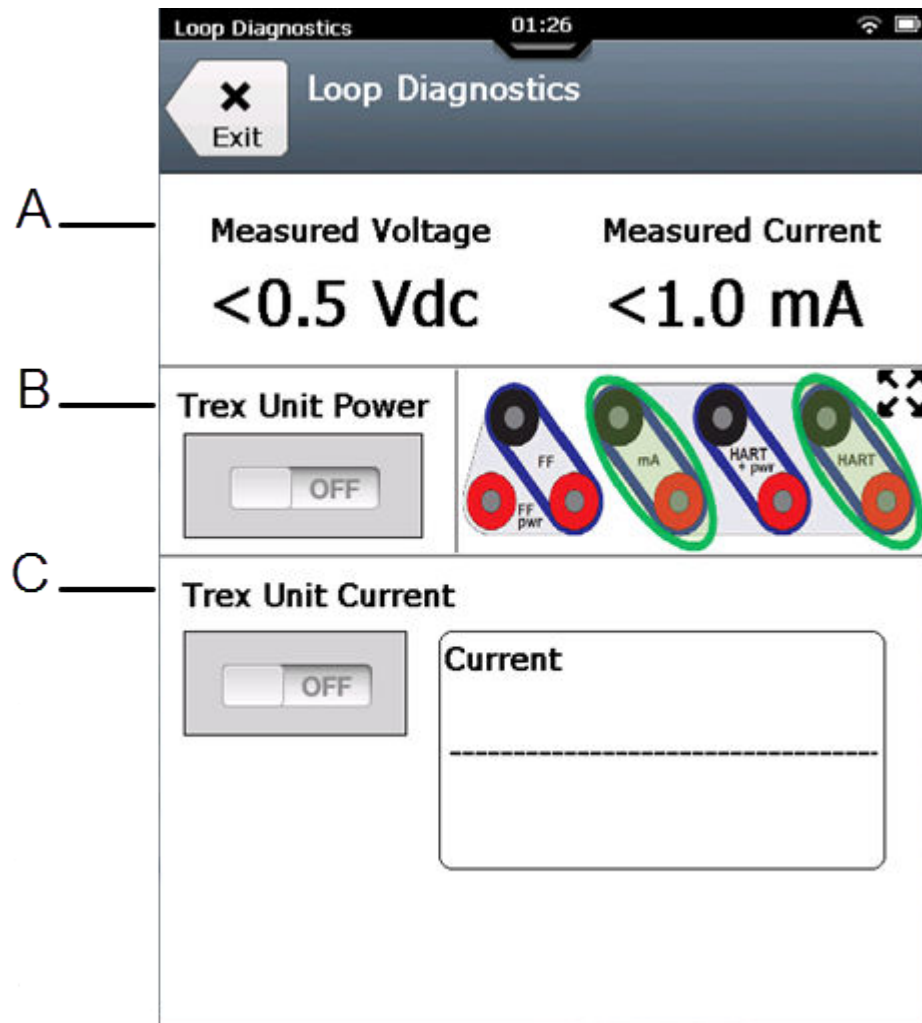 Loop Diagnostics 01:26
Loop Diagnostics
Exit
A
Measured Voltage Measured Current
<0.5 Vdc <1.0 mA
B
Trex Unit Power
OFF
FF mA HART + pwr HART
FF pwr
C
Trex Unit Current
OFF
Current